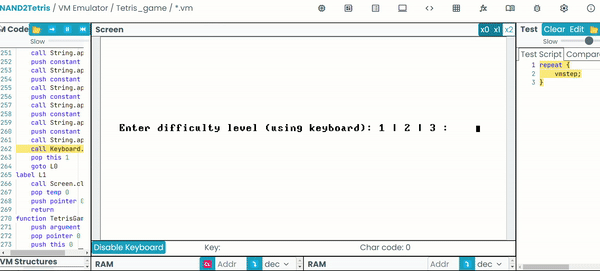 NAND2Tetris / VM Emulator / Tetris_game / *.vm
M Code
Slow
Screen
x0 x1 x2
Test
Clear Edit
Slow
Test Script Compar
251 call String.ap
252 push constant
253 call String.ap
254 push constant
255 call String.ap
256 push constant
257 call String.ap
258 push constant
259 call String.ap
260 push constant
261 call String.ap
262 call Keyboard.
263 pop this 1
264 goto L0
265 label L1
266 call Screen.cl
267 pop temp 0
268 push pointer 0
269 return
270 function TetrisGa
271 push argument
272 pop pointer 0
273 push this 0
Enter difficulty level (using keyboard): 1 | 2 | 3 :
1 repeat {
2 vmstep;
3 }
Disable Keyboard Key: Char code: 0
VM Structures
RAM Addr dec
RAM Addr dec